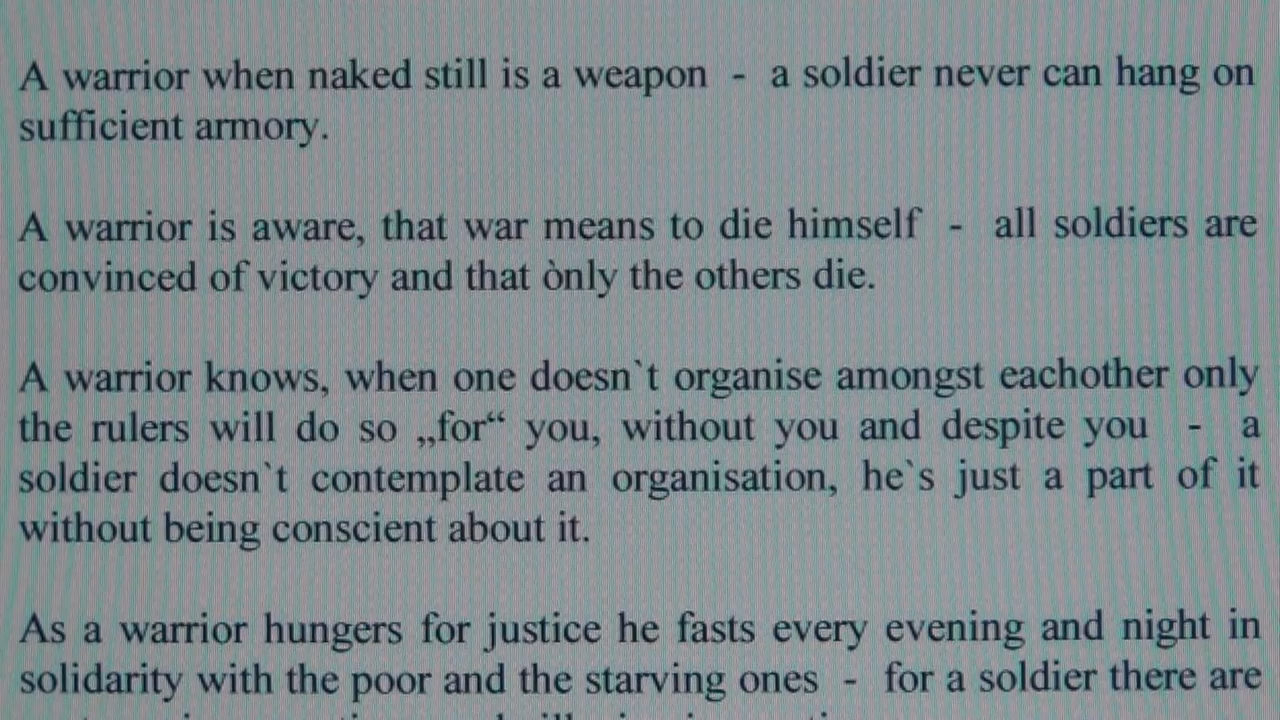 A warrior when naked still is a weapon - a soldier never can hang on
sufficient armory.
A warrior is aware, that war means to die himself - all soldiers are
convinced of victory and that ònly the others die.
A warrior knows, when one doesn`t organise amongst eachother only
the rulers will do so „for“ you, without you and despite you - a
soldier doesn`t contemplate an organisation, he`s just a part of it
without being conscient about it.
As a warrior hungers for justice he fasts every evening and night in
solidarity with the poor and the starving ones - for a soldier there are